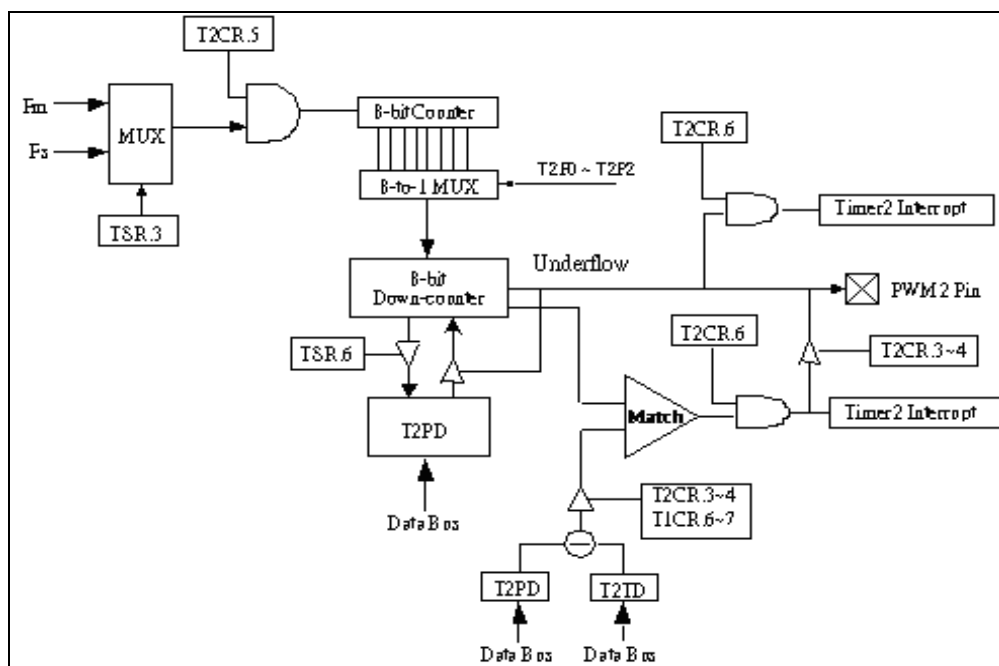 T2CR.5
Fm
Fs
MUX
TSR.3
8-bit Counter
8-to-1 MUX
T2P0 ~ T2P2
T2CR.6
Timer2 Interrupt
8-bit
Down-counter
Underflow
PWM 2 Pin
TSR.6
T2CR.6
T2CR.3~4
T2PD
Match
Timer2 Interrupt
Data Bus
T2CR.3~4
T1CR.6~7
T2PD
T2TD
Data Bus
Data Bus